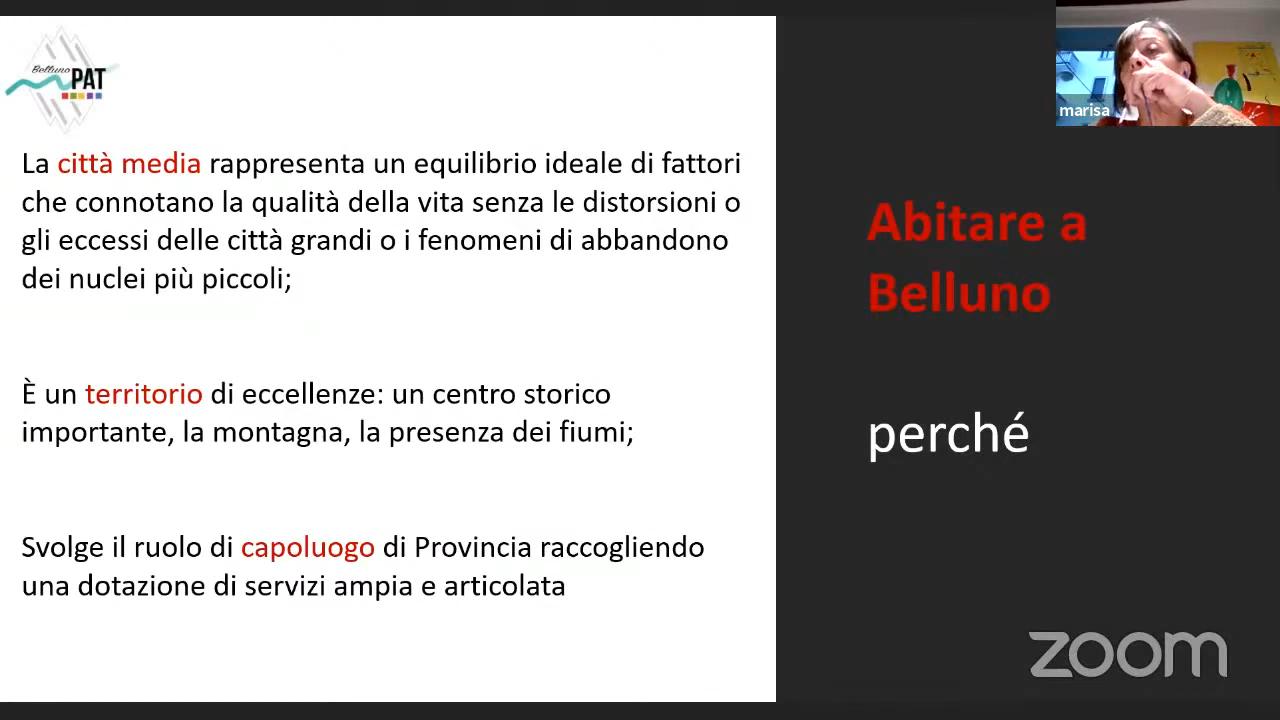 Belluno
PAT
marisa
La città media rappresenta un equilibrio ideale di fattori
che connotano la qualità della vita senza le distorsioni o
gli eccessi delle città grandi o i fenomeni di abbandono
dei nuclei più piccoli;
È un territorio di eccellenze: un centro storico
importante, la montagna, la presenza dei fiumi;
Svolge il ruolo di capoluogo di Provincia raccogliendo
una dotazione di servizi ampia e articolata
Abitare a
Belluno
perché
zoom